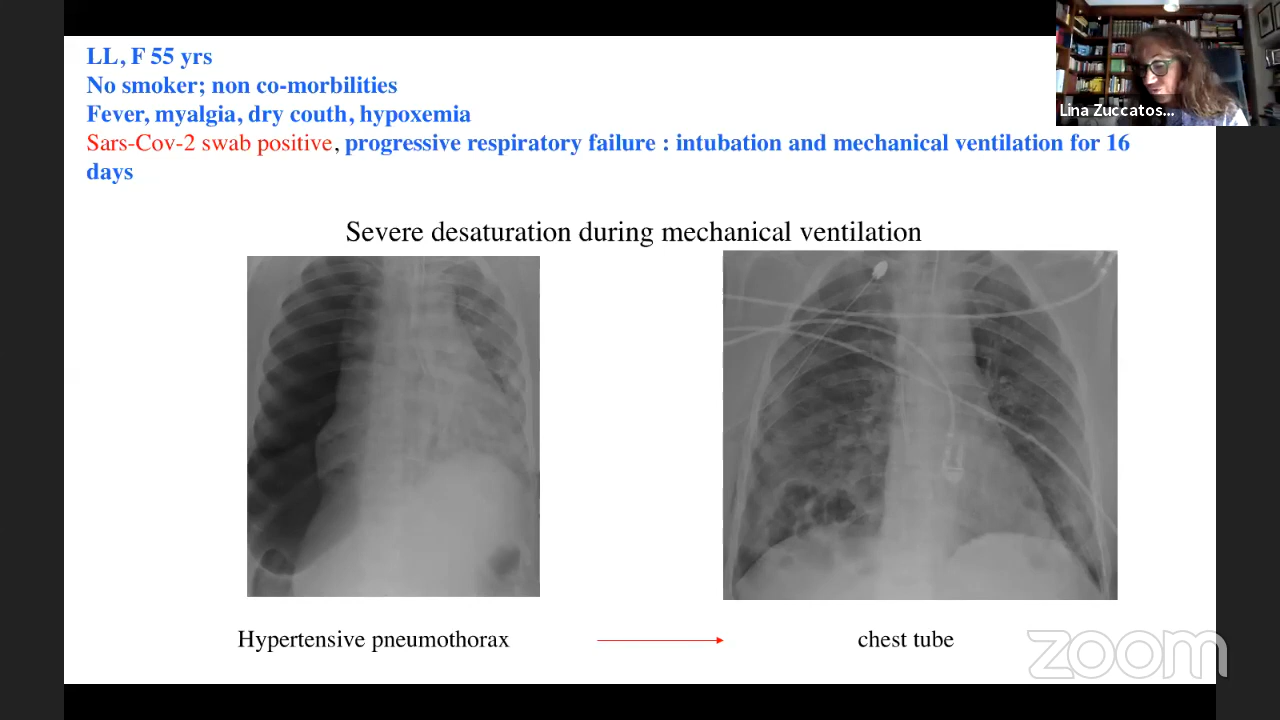 LL, F 55 yrs
No smoker; non co-morbilities
Fever, myalgia, dry couth, hypoxemia
Sars-Cov-2 swab positive, progressive respiratory failure : intubation and mechanical ventilation for 16
days
Lina Zuccatos...
Severe desaturation during mechanical ventilation
Hypertensive pneumothorax
chest tube
zoom